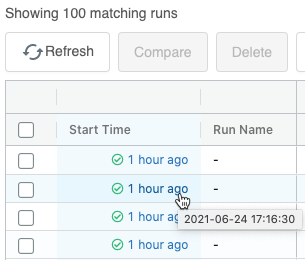 Showing 100 matching runs
Refresh Compare Delete
Start Time Run Name
1 hour ago -
1 hour ago -
1 hour ago
2021-06-24 17:16:30
1 hour ago -